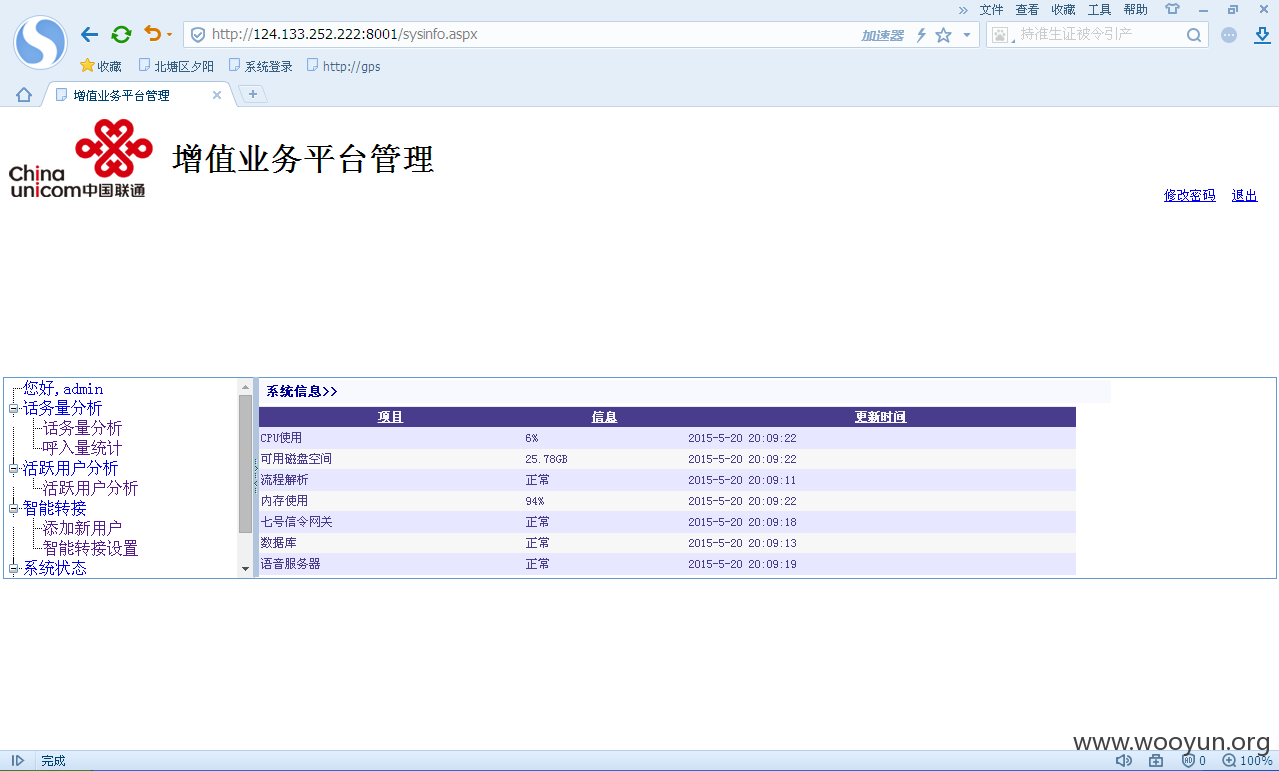 » 文件 查看 收藏 工具 帮助
http://124.133.252.222:8001/sysinfo.aspx 加速器 持准生证被令引产
收藏 北塘区夕阳 系统登录 http://gps
增值业务平台管理
China unicom中国联通
增值业务平台管理
修改密码 退出
您好,admin
话务量分析
话务量分析
呼入量统计
活跃用户分析
活跃用户分析
智能转接
添加新用户
智能转接设置
系统状态
系统信息>>
项目 信息 更新时间
CPU使用 6% 2015-5-20 20:09:22
可用磁盘空间 25.78GB 2015-5-20 20:09:22
流程解析 正常 2015-5-20 20:09:11
内存使用 94% 2015-5-20 20:09:22
七号信令网关 正常 2015-5-20 20:09:18
数据库 正常 2015-5-20 20:09:13
语音服务器 正常 2015-5-20 20:09:19
www.wooyun.org
完成 0 100%